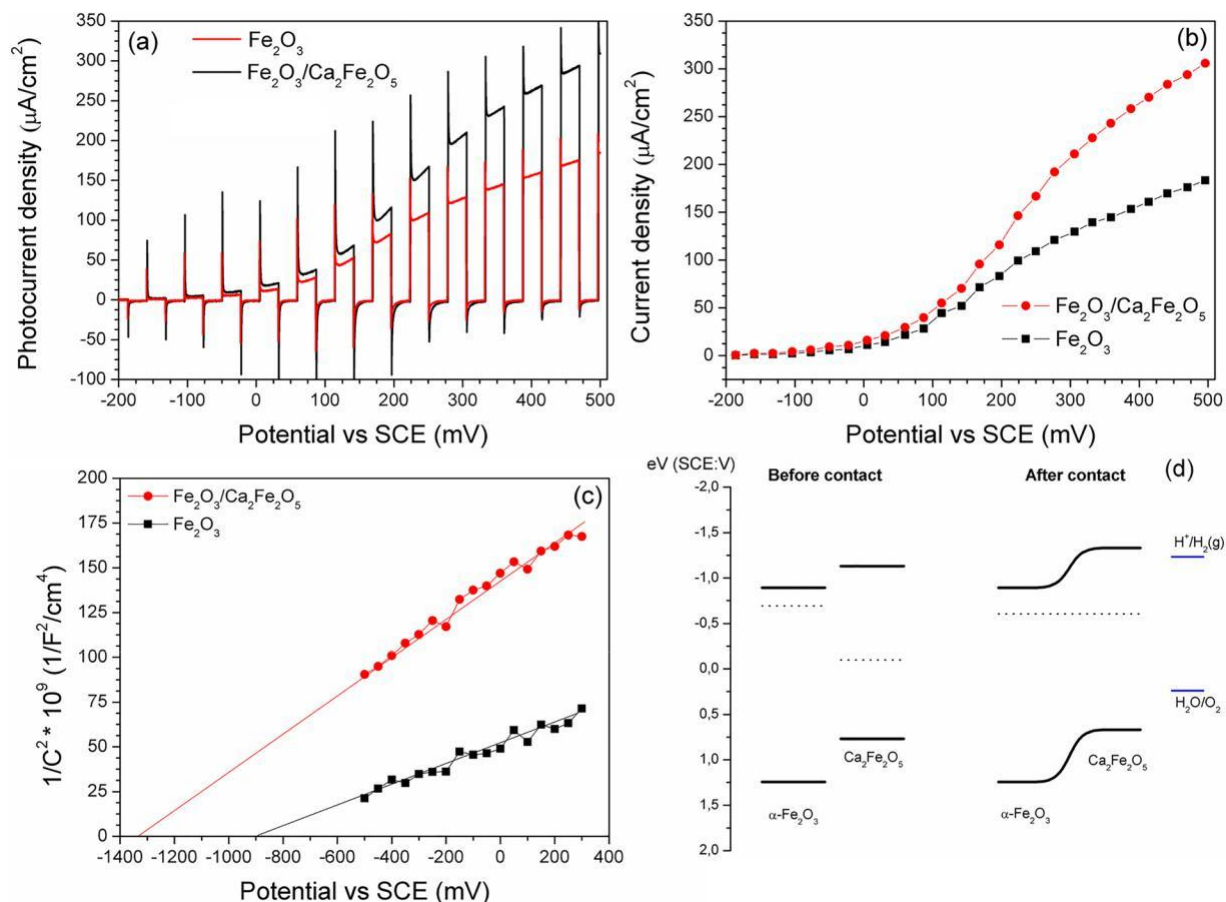 (a)
Fe₂O₃
Fe₂O₃/Ca₂Fe₂O₅
Photocurrent density (µA/cm²)
350
300
250
200
150
100
50
0
-50
-100
-200 -100 0 100 200 300 400 500
Potential vs SCE (mV)
(b)
Current density (µA/cm²)
350
300
250
200
150
100
50
0
Fe₂O₃/Ca₂Fe₂O₅
Fe₂O₃
-200 -100 0 100 200 300 400 500
Potential vs SCE (mV)
(c)
Fe₂O₃/Ca₂Fe₂O₅
Fe₂O₃
1/C² * 10⁹ (1/F²/cm⁴)
200
175
150
125
100
75
50
25
0
-1400 -1200 -1000 -800 -600 -400 -200 0 200 400
Potential vs SCE (mV)
eV (SCE:V)
Before contact
After contact
(d)
-2,0
-1,5
-1,0
-0,5
0,0
0,5
1,0
1,5
2,0
H⁺/H₂(g)
H₂O/O₂
Ca₂Fe₂O₅
α-Fe₂O₃
Ca₂Fe₂O₅
α-Fe₂O₃